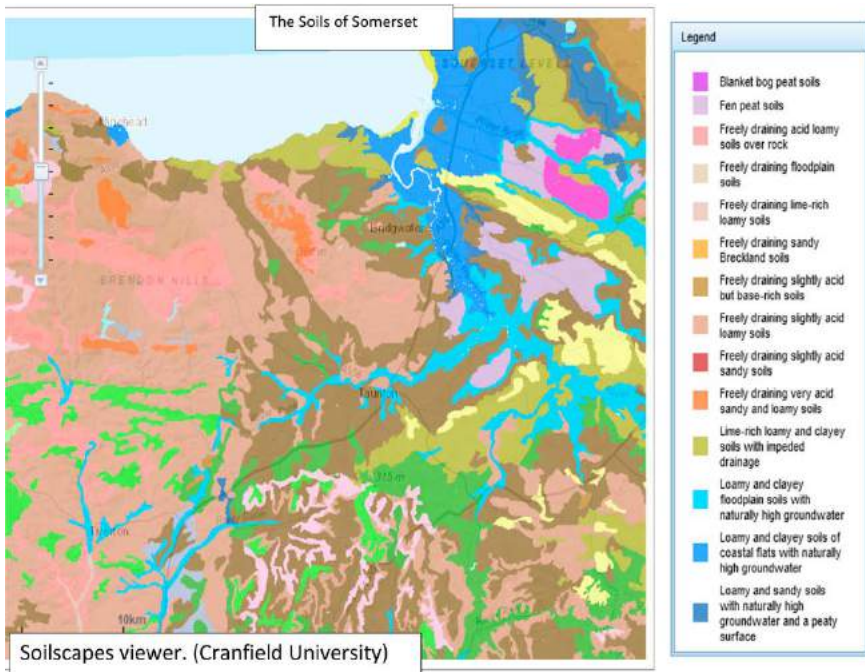 The Soils of Somerset
SOMERSET LEVELS
Minehead
Bridgwater
BRENDON HILLS
Taunton
315 m
Tiverton
10km
Soilscapes viewer. (Cranfield University)
Legend
Blanket bog peat soils
Fen peat soils
Freely draining acid loamy
soils over rock
Freely draining floodplain
soils
Freely draining lime-rich
loamy soils
Freely draining sandy
Breckland soils
Freely draining slightly acid
but base-rich soils
Freely draining slightly acid
loamy soils
Freely draining slightly acid
sandy soils
Freely draining very acid
sandy and loamy soils
Lime-rich loamy and clayey
soils with impeded
drainage
Loamy and clayey
floodplain soils with
naturally high groundwater
Loamy and clayey soils of
coastal flats with naturally
high groundwater
Loamy and sandy soils
with naturally high
groundwater and a peaty
surface